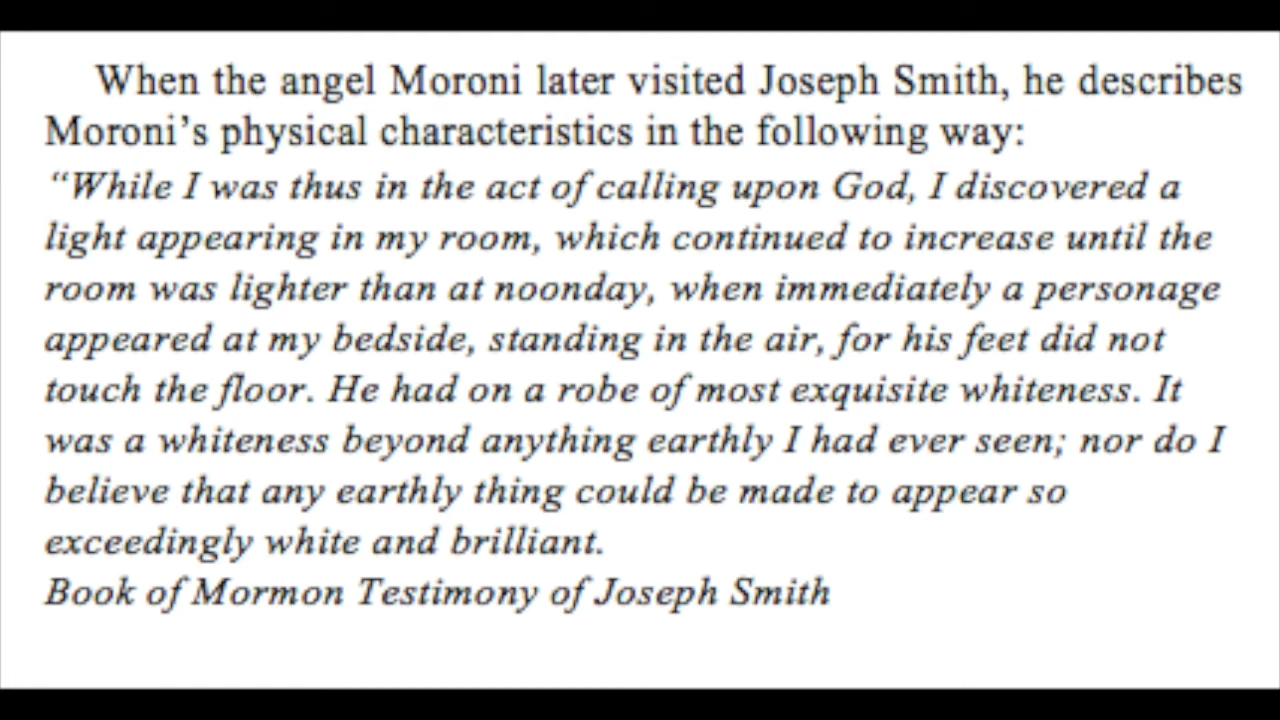 When the angel Moroni later visited Joseph Smith, he describes
Moroni’s physical characteristics in the following way:
“While I was thus in the act of calling upon God, I discovered a
light appearing in my room, which continued to increase until the
room was lighter than at noonday, when immediately a personage
appeared at my bedside, standing in the air, for his feet did not
touch the floor. He had on a robe of most exquisite whiteness. It
was a whiteness beyond anything earthly I had ever seen; nor do I
believe that any earthly thing could be made to appear so
exceedingly white and brilliant.
Book of Mormon Testimony of Joseph Smith